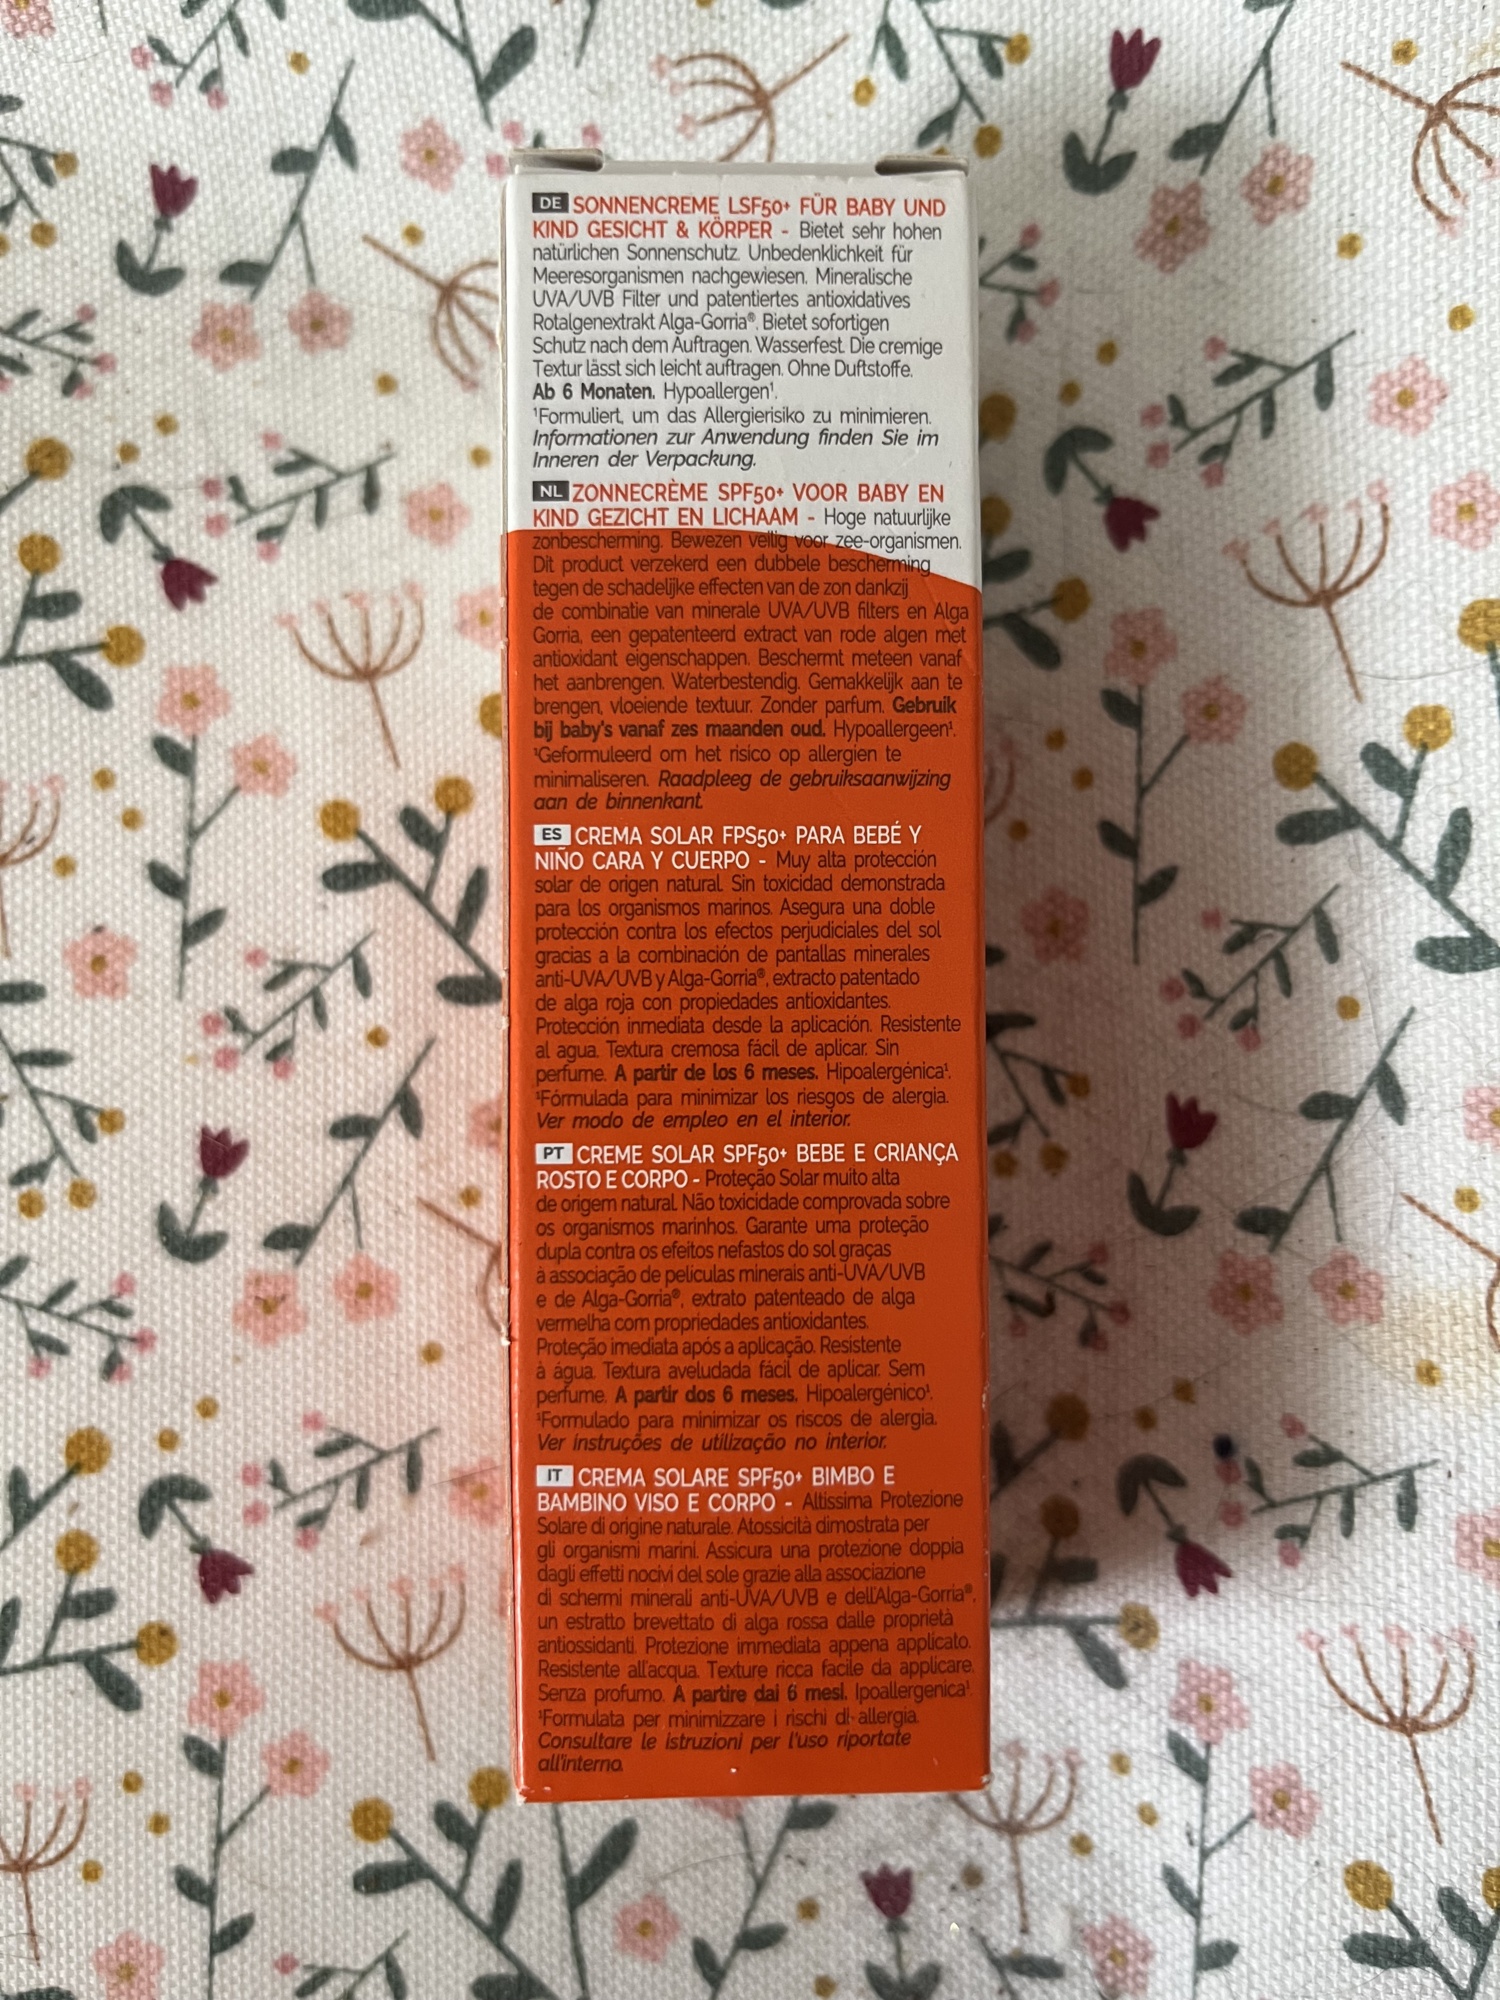 DE SONNENCREME LSF50+ FÜR BABY UND
KIND GESICHT & KÖRPER - Bietet sehr hohen
natürlichen Sonnenschutz. Unbedenklichkeit für
Meeresorganismen nachgewiesen. Mineralische
UVA/UVB Filter und patentiertes antioxidatives
Rotalgenextrakt Alga-Gorria®. Bietet sofortigen
Schutz nach dem Auftragen. Wasserfest. Die cremige
Textur lässt sich leicht auftragen. Ohne Duftstoffe.
Ab 6 Monaten. Hypoallergen¹.
¹Formuliert, um das Allergierisiko zu minimieren.
Informationen zur Anwendung finden Sie im
Inneren der Verpackung.
NL ZONNECRÈME SPF50+ VOOR BABY EN
KIND GEZICHT EN LICHAAM - Hoge natuurlijke
zonbescherming. Bewezen veilig voor zee-organismen.
Dit product verzekerd een dubbele bescherming
tegen de schadelijke effecten van de zon dankzij
de combinatie van minerale UVA/UVB filters en Alga
Gorria, een gepatenteerd extract van rode algen met
antioxidant eigenschappen. Beschermt meteen vanaf
het aanbrengen. Waterbestendig. Gemakkelijk aan te
brengen, vloeiende textuur. Zonder parfum. Gebruik
bij baby's vanaf zes maanden oud. Hypoallergeen¹.
¹Geformuleerd om het risico op allergien te
minimaliseren. Raadpleeg de gebruiksaanwijzing
aan de binnenkant.
ES CREMA SOLAR FPS50+ PARA BEBÉ Y
NIÑO CARA Y CUERPO - Muy alta protección
solar de origen natural. Sin toxicidad demonstrada
para los organismos marinos. Asegura una doble
protección contra los efectos perjudiciales del sol
gracias a la combinación de pantallas minerales
anti-UVA/UVB y Alga-Gorria®, extracto patentado
de alga roja con propiedades antioxidantes.
Protección inmediata desde la aplicación. Resistente
al agua. Textura cremosa fácil de aplicar. Sin
perfume. A partir de los 6 meses. Hipoalergénica¹.
¹Fórmulada para minimizar los riesgos de alergia.
Ver modo de empleo en el interior.
PT CREME SOLAR SPF50+ BEBE E CRIANÇA
ROSTO E CORPO - Proteção Solar muito alta
de origem natural. Não toxicidade comprovada sobre
os organismos marinhos. Garante uma proteção
dupla contra os efeitos nefastos do sol graças
à associação de películas minerais anti-UVA/UVB
e de Alga-Gorria®, extrato patenteado de alga
vermelha com propriedades antioxidantes.
Proteção imediata após a aplicação. Resistente
à água. Textura aveludada fácil de aplicar. Sem
perfume. A partir dos 6 meses. Hipoalergénico¹.
¹Formulado para minimizar os riscos de alergia.
Ver instruções de utilização no interior.
IT CREMA SOLARE SPF50+ BIMBO E
BAMBINO VISO E CORPO - Altissima Protezione
Solare di origine naturale. Atossicità dimostrata per
gli organismi marini. Assicura una protezione doppia
dagli effetti nocivi del sole grazie alla associazione
di schermi minerali anti-UVA/UVB e dell'Alga-Gorria®,
un estratto brevettato di alga rossa dalle proprietà
antiossidanti. Protezione immediata appena applicato.
Resistente all'acqua. Texture ricca facile da applicare.
Senza profumo. A partire dai 6 mesi. Ipoallergenica¹.
¹Formulata per minimizzare i rischi di allergia.
Consultare le istruzioni per l'uso riportate
all'interno.